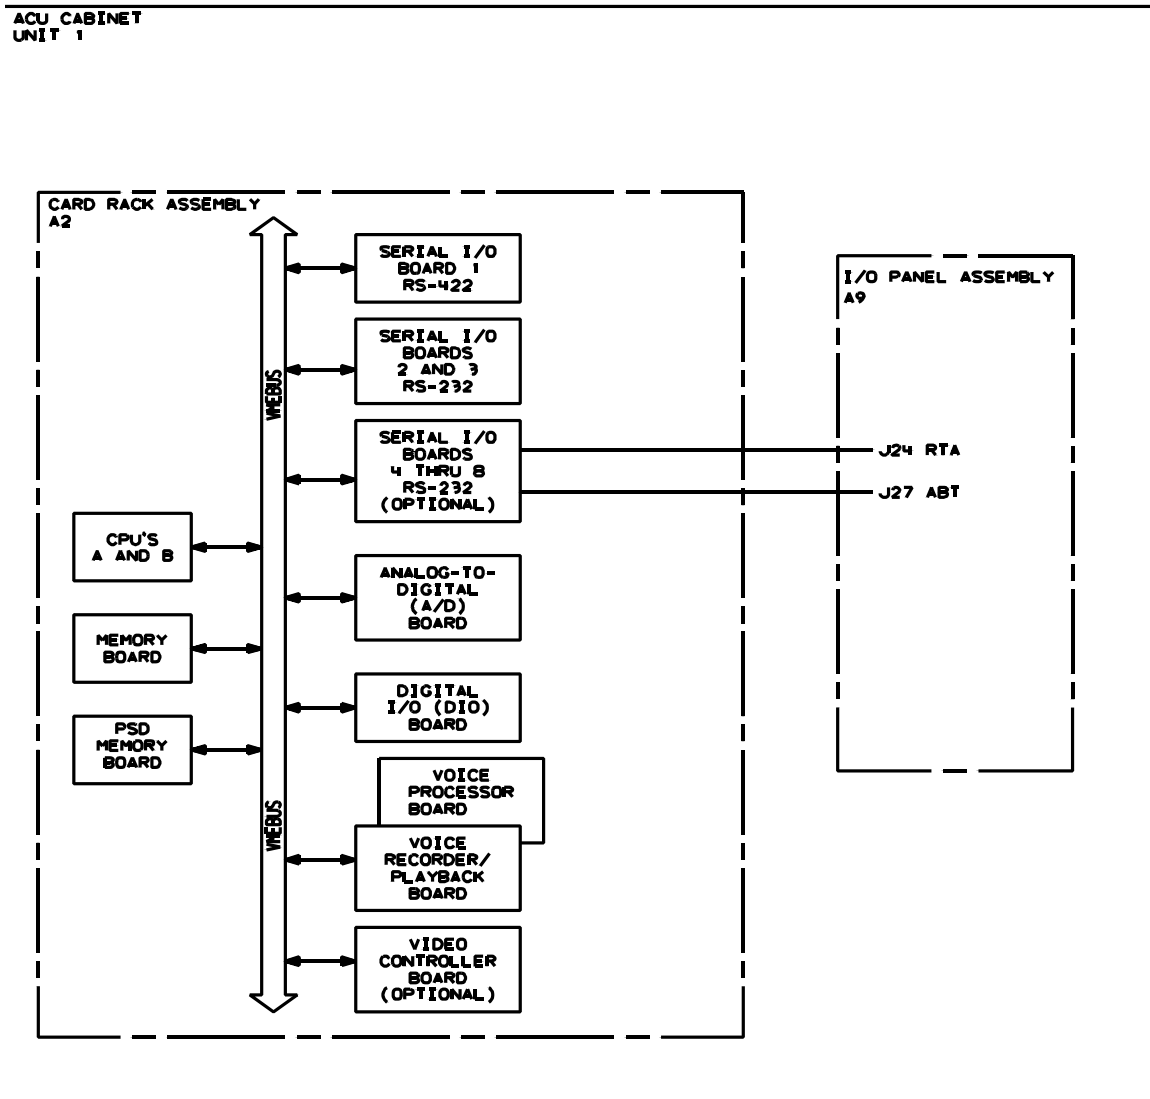 ACU CABINET
UNIT 1
CARD RACK ASSEMBLY
A2
SERIAL I/O
BOARD 1
RS-422
SERIAL I/O
BOARDS
2 AND 3
RS-232
SERIAL I/O
BOARDS
4 THRU 8
RS-232
(OPTIONAL)
ANALOG-TO-
DIGITAL
(A/D)
BOARD
DIGITAL
I/O (DIO)
BOARD
VOICE
PROCESSOR
BOARD
VOICE
RECORDER/
PLAYBACK
BOARD
VIDEO
CONTROLLER
BOARD
(OPTIONAL)
VMEBUS
VMEBUS
CPU'S
A AND B
MEMORY
BOARD
PSD
MEMORY
BOARD
I/O PANEL ASSEMBLY
A9
J24 RTA
J27 ABT